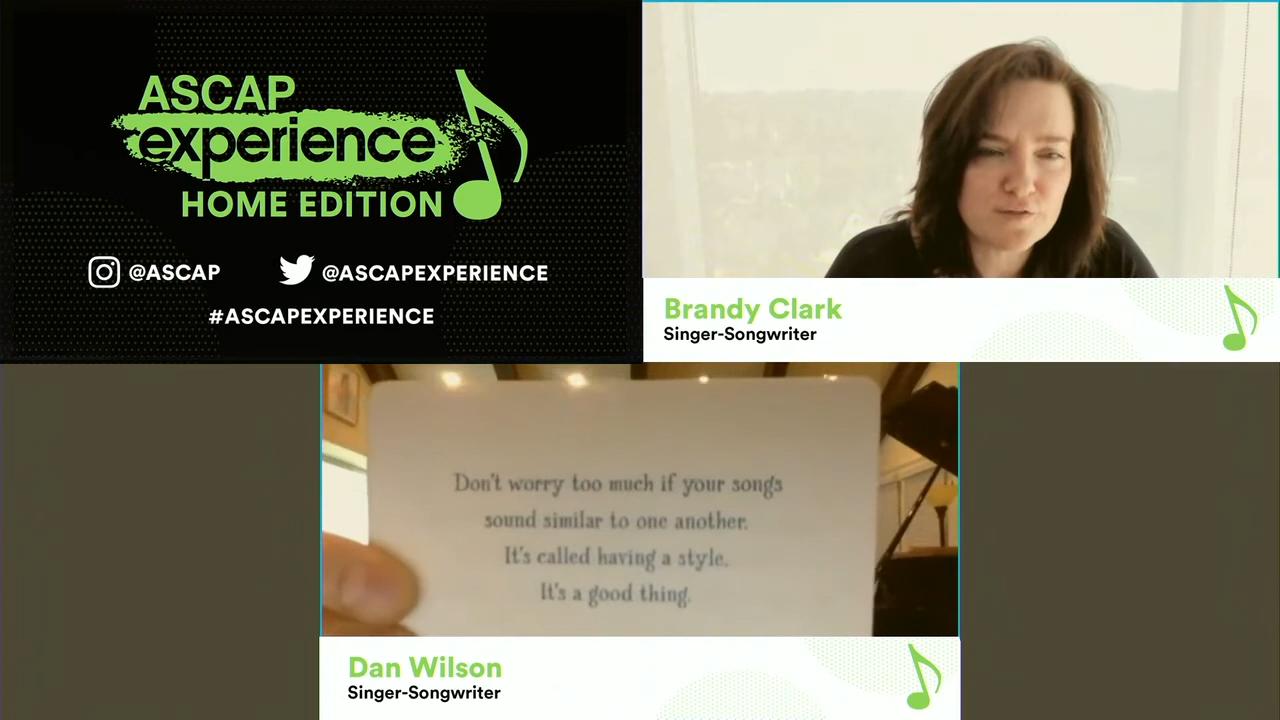 ASCAP
experience
HOME EDITION
@ASCAP
@ASCAPEXPERIENCE
#ASCAPEXPERIENCE
Brandy Clark
Singer-Songwriter
Don't worry too much if your songs
sound similar to one another.
It's called having a style.
It's a good thing.
Dan Wilson
Singer-Songwriter